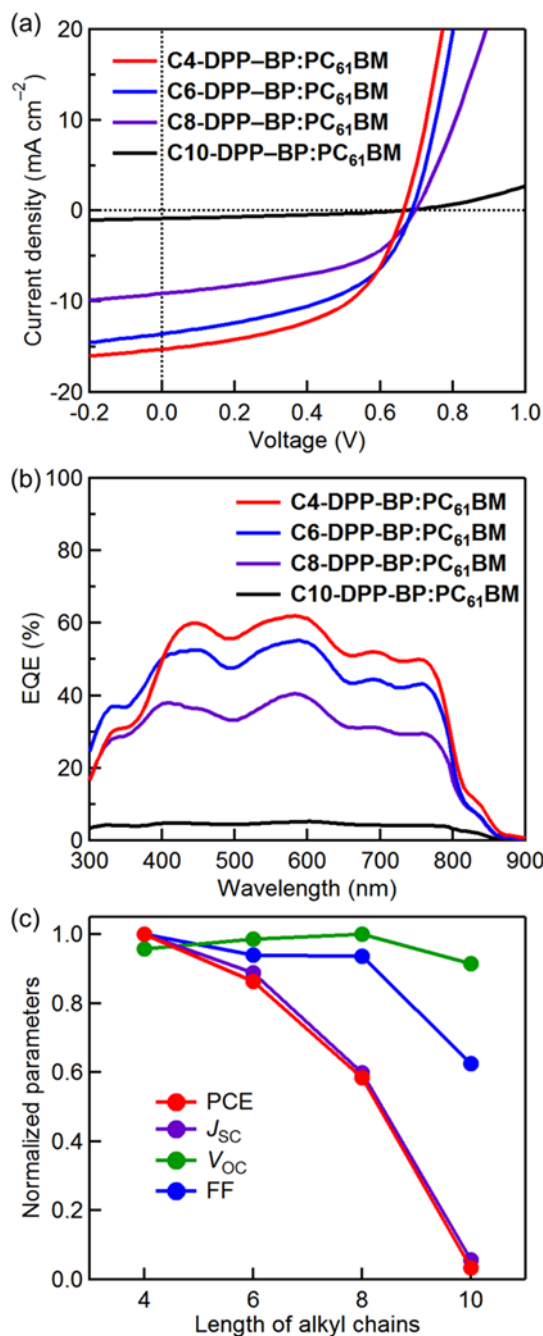 (a)
20
10
0
-10
-20
Current density (mA cm⁻²)
C4-DPP–BP:PC₆₁BM
C6-DPP–BP:PC₆₁BM
C8-DPP–BP:PC₆₁BM
C10-DPP–BP:PC₆₁BM
-0.2 0.0 0.2 0.4 0.6 0.8 1.0
Voltage (V)
(b)
100
80
60
40
20
0
EQE (%)
C4-DPP-BP:PC₆₁BM
C6-DPP-BP:PC₆₁BM
C8-DPP-BP:PC₆₁BM
C10-DPP-BP:PC₆₁BM
300 400 500 600 700 800 900
Wavelength (nm)
(c)
1.0
0.8
0.6
0.4
0.2
0.0
Normalized parameters
PCE
J_SC
V_OC
FF
4 6 8 10
Length of alkyl chains